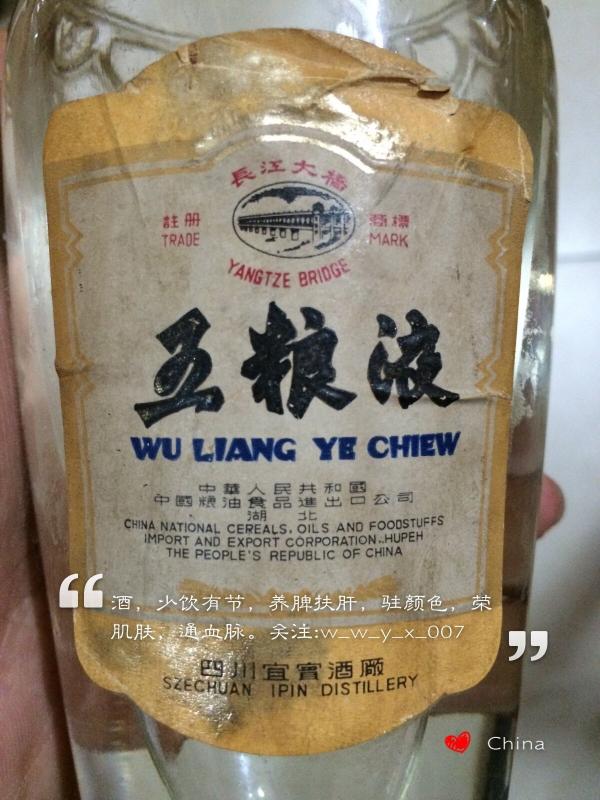 長江大橋
註册 商標
TRADE MARK
YANGTZE BRIDGE
五粮液
WU LIANG YE CHIEW
中華人民共和國
中國粮油食品進出口公司
湖北
CHINA NATIONAL CEREALS, OILS AND FOODSTUFFS
IMPORT AND EXPORT CORPORATION..HUPEH
THE PEOPLE'S REPUBLIC OF CHINA
“酒，少饮有节，养脾扶肝，驻颜色，荣
肌肤，通血脉。关注:w_w_y_x_007”
四川宜賓酒廠
SZECHUAN IPIN DISTILLERY
China